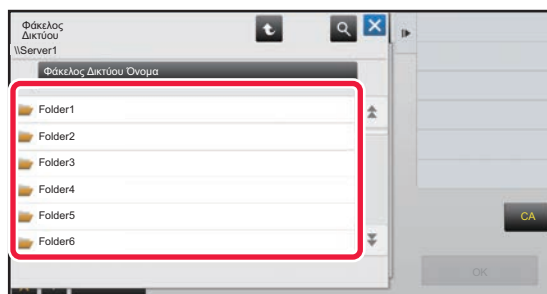 Φάκελος
Δικτύου
\\Server1
Φάκελος Δικτύου Όνομα
Folder1
Folder2
Folder3
Folder4
Folder5
Folder6
CA
OK